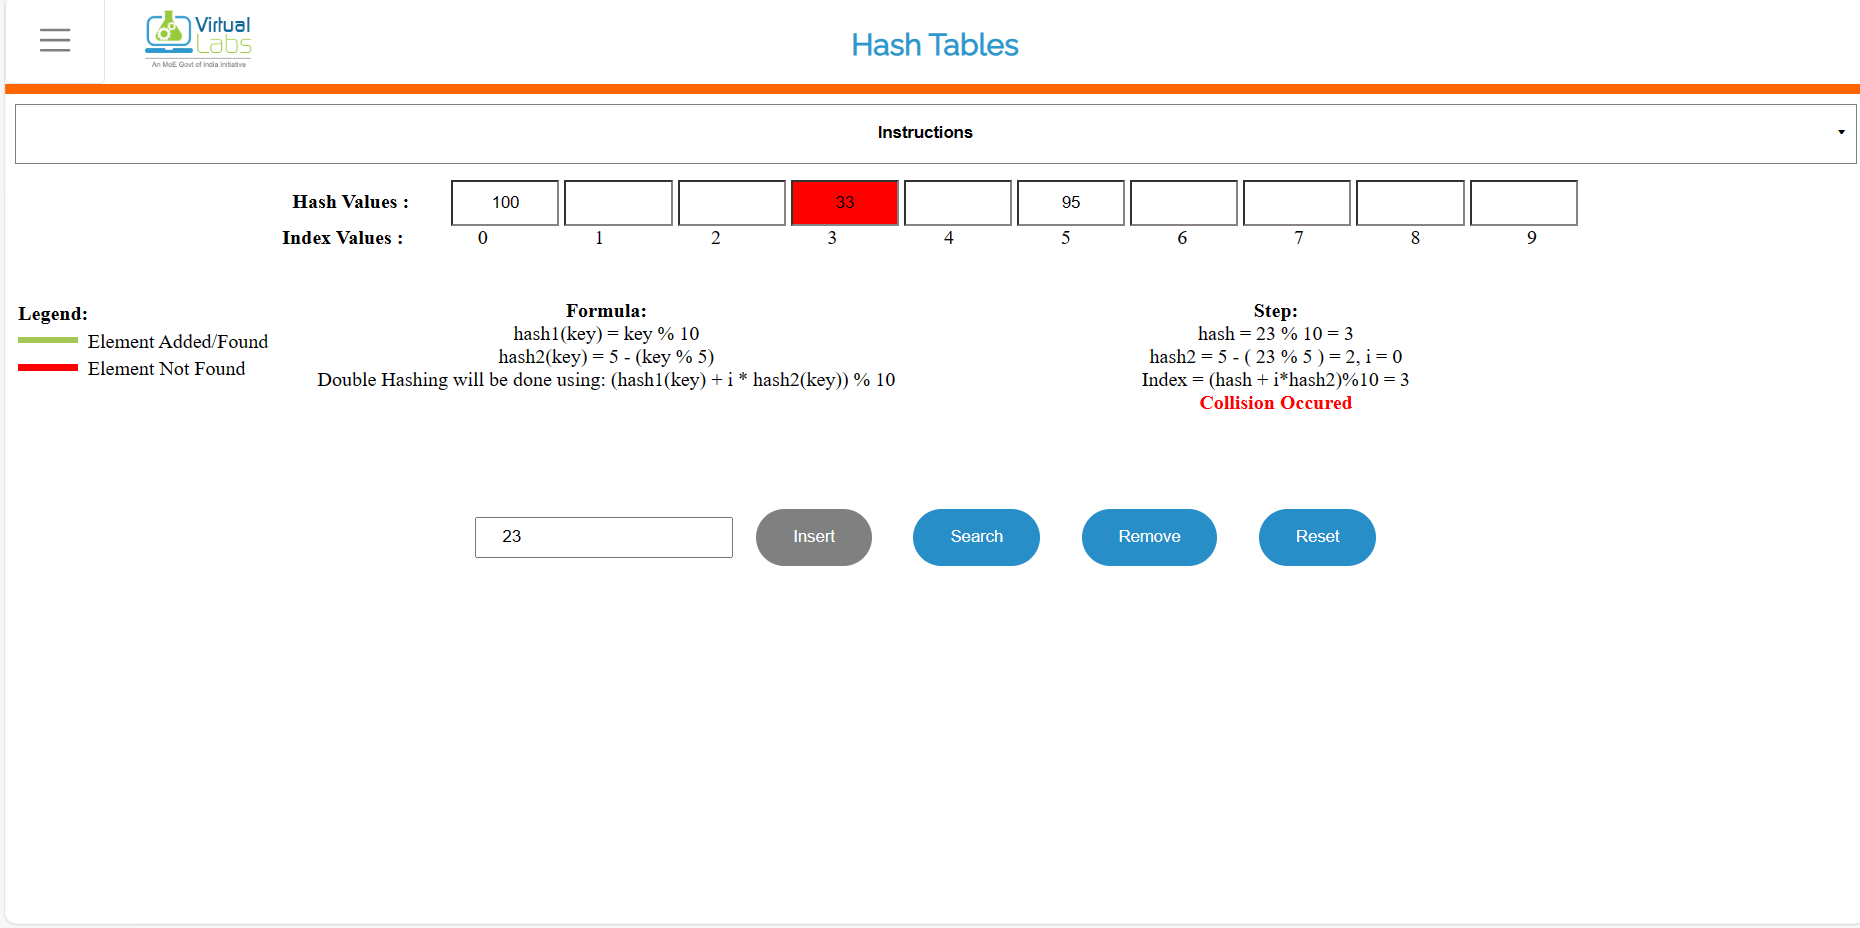 Virtual
Labs
An MoE Govt of India Initiative
Hash Tables
Instructions
Hash Values : 100 33 95
Index Values : 0 1 2 3 4 5 6 7 8 9
Legend:
Element Added/Found
Element Not Found
Formula:
hash1(key) = key % 10
hash2(key) = 5 - (key % 5)
Double Hashing will be done using: (hash1(key) + i * hash2(key)) % 10
Step:
hash = 23 % 10 = 3
hash2 = 5 - ( 23 % 5 ) = 2, i = 0
Index = (hash + i*hash2)%10 = 3
Collision Occured
23 Insert Search Remove Reset